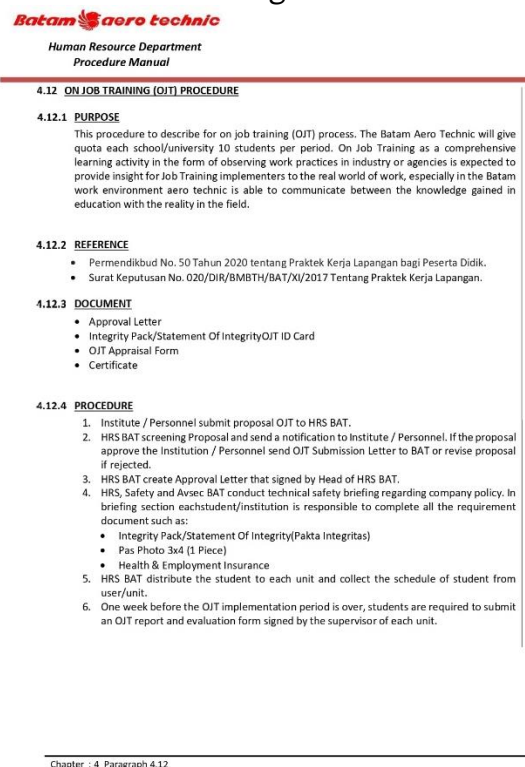 Batam aero technic
Human Resource Department
Procedure Manual
4.12 ON JOB TRAINING (OJT) PROCEDURE
4.12.1 PURPOSE
This procedure to describe for on job training (OJT) process. The Batam Aero Technic will give
quota each school/university 10 students per period. On Job Training as a comprehensive
learning activity in the form of observing work practices in industry or agencies is expected to
provide insight for Job Training implementers to the real world of work, especially in the Batam
work environment aero technic is able to communicate between the knowledge gained in
education with the reality in the field.
4.12.2 REFERENCE
• Permendikbud No. 50 Tahun 2020 tentang Praktek Kerja Lapangan bagi Peserta Didik.
• Surat Keputusan No. 020/DIR/BMBTH/BAT/XI/2017 Tentang Praktek Kerja Lapangan.
4.12.3 DOCUMENT
• Approval Letter
• Integrity Pack/Statement Of IntegrityOJT ID Card
• OJT Appraisal Form
• Certificate
4.12.4 PROCEDURE
1. Institute / Personnel submit proposal OJT to HRS BAT.
2. HRS BAT screening Proposal and send a notification to Institute / Personnel. If the proposal
approve the Institution / Personnel send OJT Submission Letter to BAT or revise proposal
if rejected.
3. HRS BAT create Approval Letter that signed by Head of HRS BAT.
4. HRS, Safety and Avsec BAT conduct technical safety briefing regarding company policy. In
briefing section eachstudent/institution is responsible to complete all the requirement
document such as:
• Integrity Pack/Statement Of Integrity(Pakta Integritas)
• Pas Photo 3x4 (1 Piece)
• Health & Employment Insurance
5. HRS BAT distribute the student to each unit and collect the schedule of student from
user/unit.
6. One week before the OJT implementation period is over, students are required to submit
an OJT report and evaluation form signed by the supervisor of each unit.
Chapter : 4 Paragraph 4.12